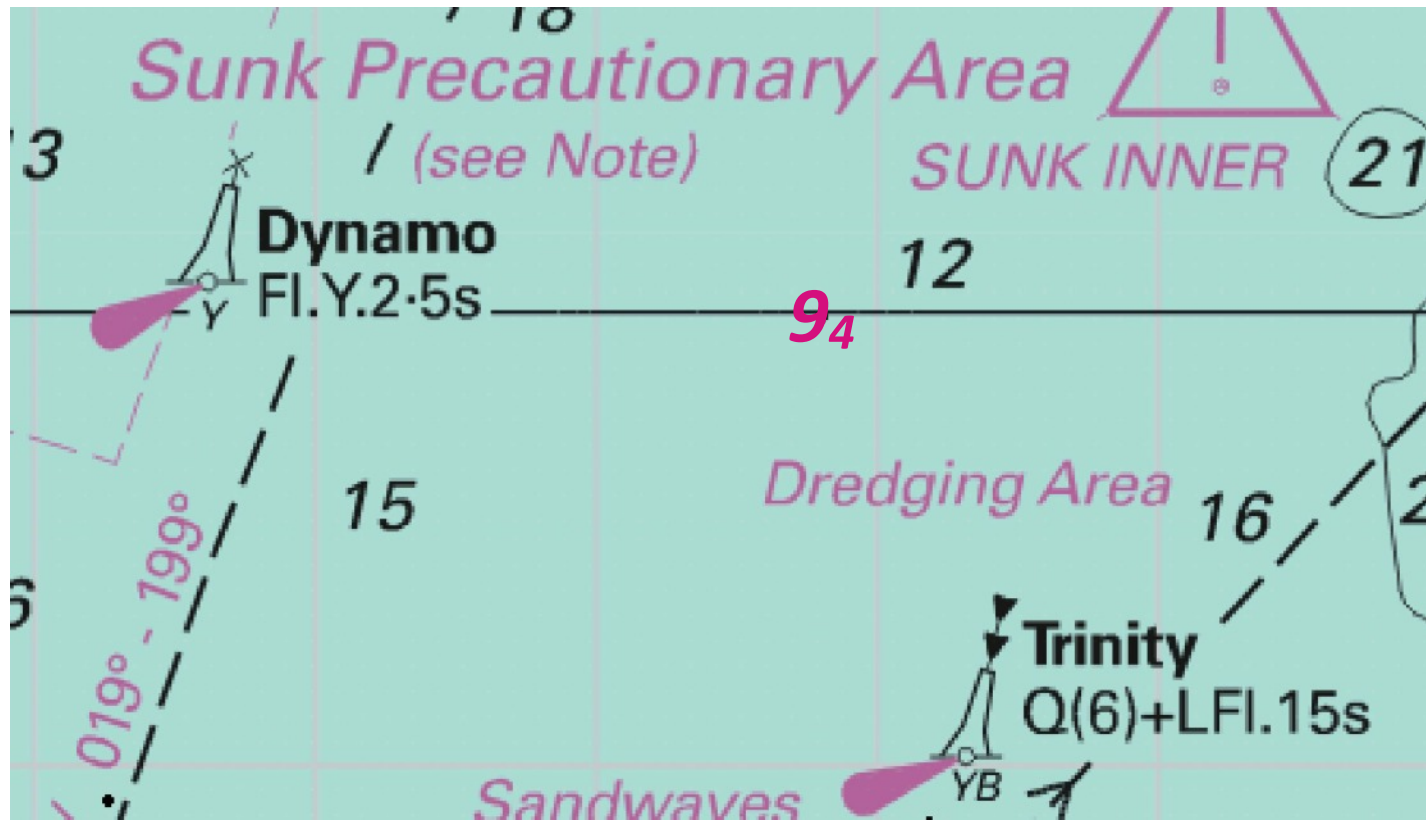 18
Sunk Precautionary Area
(see Note)
SUNK INNER
3
21
Dynamo
Fl.Y.2·5s
Y
12
9₄
15
Dredging Area
16
2
6
019° - 199°
Trinity
Q(6)+LFl.15s
YB
Sandwaves